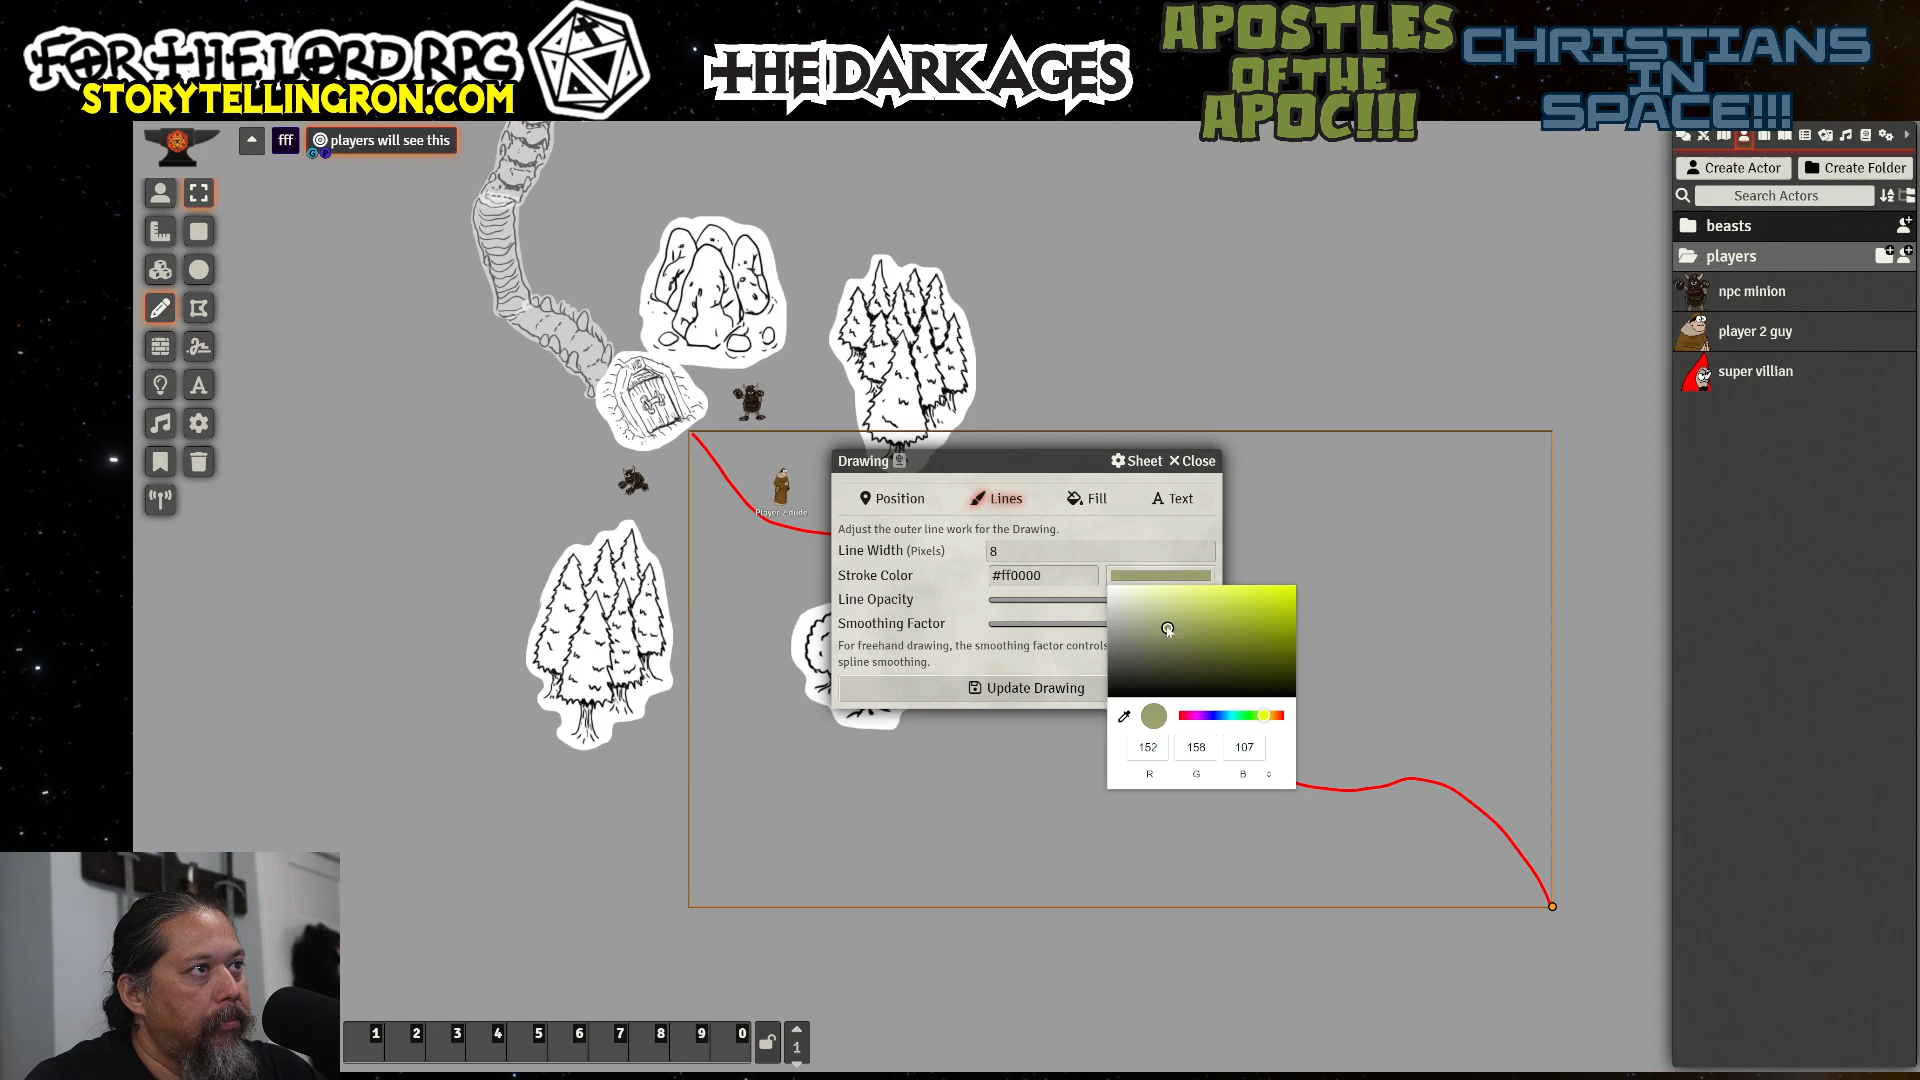 FOR THE LORD RPG
STORYTELLINGRON.COM
THE DARK AGES
APOSTLES
OF THE
APOC!!!
CHRISTIANS
IN
SPACE!!!
fff
players will see this
G P
Create Actor
Create Folder
Search Actors
beasts
players
npc minion
player 2 guy
super villian
Player 2 dude
Drawing
Sheet
Close
Position
Lines
Fill
Text
Adjust the outer line work for the Drawing.
Line Width (Pixels)
8
Stroke Color
#ff0000
Line Opacity
Smoothing Factor
For freehand drawing, the smoothing factor controls
spline smoothing.
Update Drawing
152
158
107
R
G
B
1
2
3
4
5
6
7
8
9
0
1